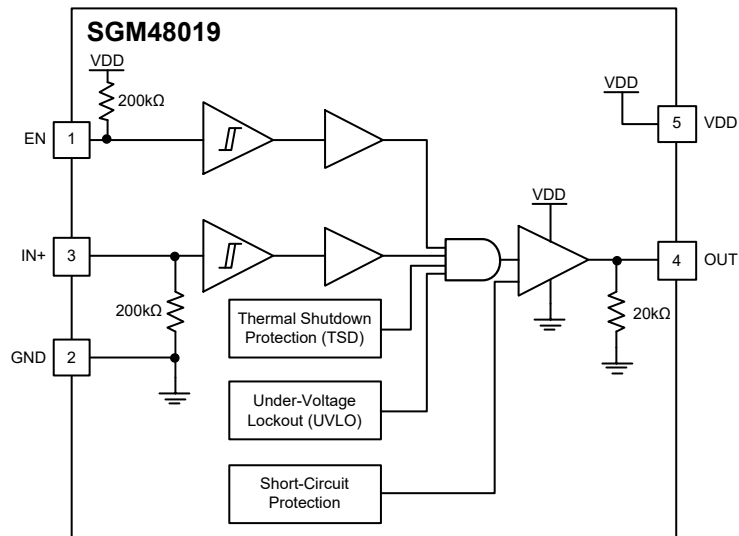 SGM48019
VDD
200kΩ
EN
1
VDD
5
VDD
IN+
3
200kΩ
VDD
4
OUT
20kΩ
GND
2
Thermal Shutdown
Protection (TSD)
Under-Voltage
Lockout (UVLO)
Short-Circuit
Protection